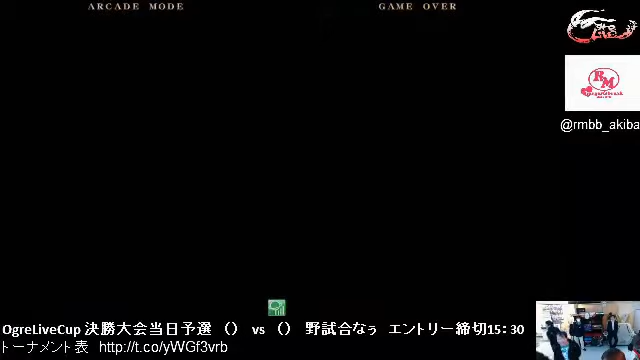 ARCADE MODE
GAME OVER
RM
@rmbb_akiba
OgreLiveCup 決勝大会当日予選 （） vs （） 野試合なぅ エントリー締切15:30
トーナメント表 http://t.co/yWGf3vrb